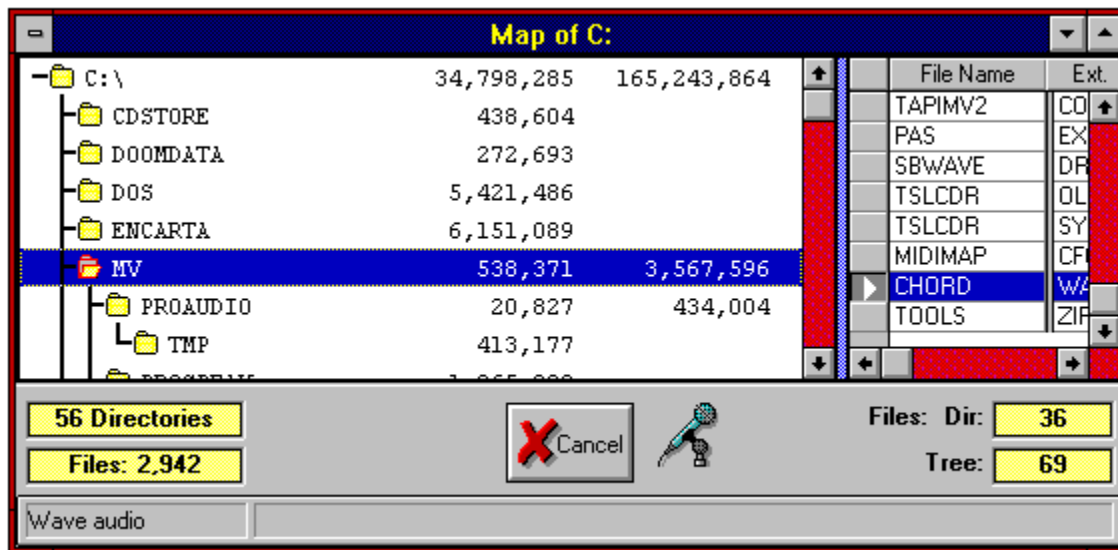 Map of C:
C:\ 34,798,285 165,243,864
CDSTORE 438,604
DOOMDATA 272,693
DOS 5,421,486
ENCARTA 6,151,089
MV 538,371 3,567,596
PROAUDIO 20,827 434,004
TMP 413,177
File Name Ext.
TAPIMV2 CO
PAS EX
SBWAVE DR
TSLCDR OL
TSLCDR SY
MIDIMAP CF
CHORD WA
TOOLS ZIP
56 Directories
Files: 2,942
Cancel
Files: Dir: 36
Tree: 69
Wave audio